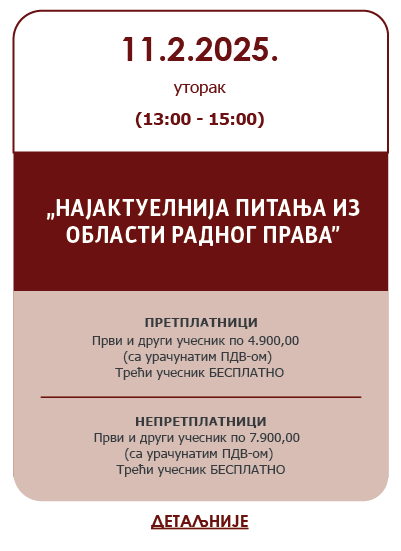 11.2.2025.
уторак
(13:00 - 15:00)
„НАЈАКТУЕЛНИЈА ПИТАЊА ИЗ
ОБЛАСТИ РАДНОГ ПРАВА”
ПРЕТПЛАТНИЦИ
Први и други учесник по 4.900,00
(са урачунатим ПДВ-ом)
Трећи учесник БЕСПЛАТНО
НЕПРЕТПЛАТНИЦИ
Први и други учесник по 7.900,00
(са урачунатим ПДВ-ом)
Трећи учесник БЕСПЛАТНО
ДЕТАЉНИЈЕ